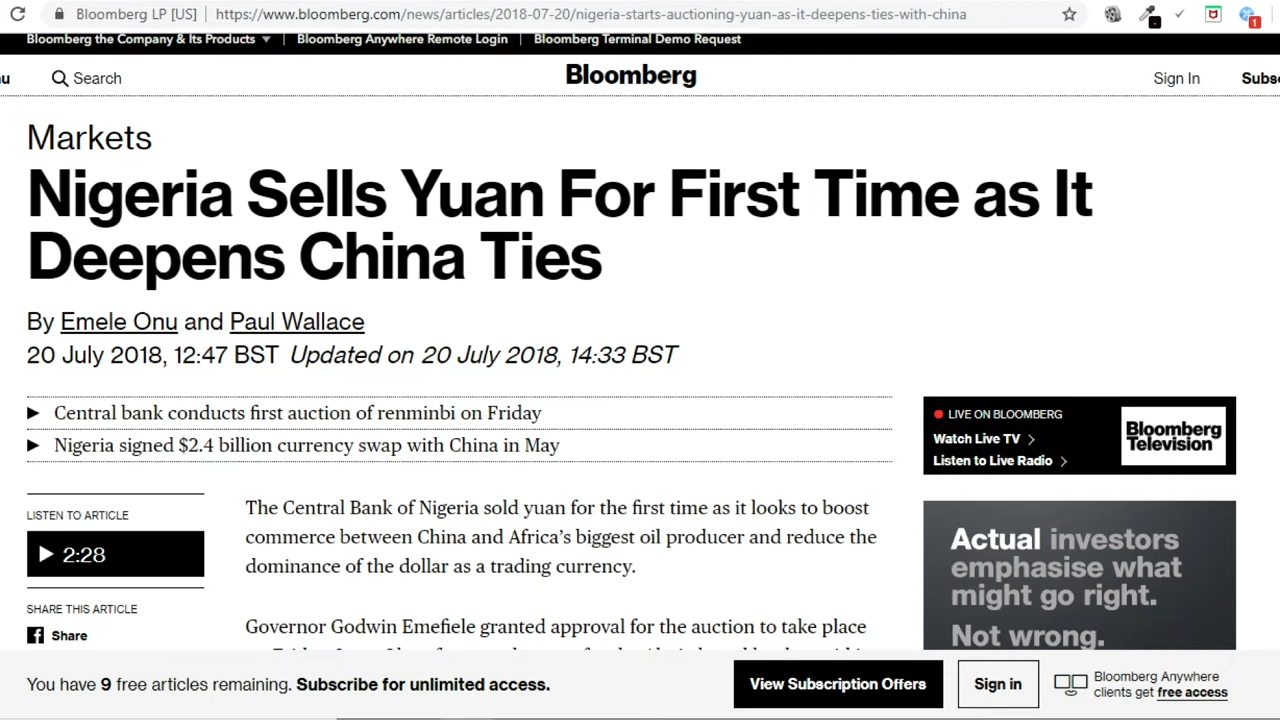 Bloomberg LP [US] | https://www.bloomberg.com/news/articles/2018-07-20/nigeria-starts-auctioning-yuan-as-it-deepens-ties-with-china
1
Bloomberg the Company & Its Products ▼ | Bloomberg Anywhere Remote Login | Bloomberg Terminal Demo Request
Search
Bloomberg
Sign In
Markets
Nigeria Sells Yuan For First Time as It
Deepens China Ties
By Emele Onu and Paul Wallace
20 July 2018, 12:47 BST Updated on 20 July 2018, 14:33 BST
► Central bank conducts first auction of renminbi on Friday
► Nigeria signed $2.4 billion currency swap with China in May
LIVE ON BLOOMBERG
Watch Live TV >
Listen to Live Radio >
Bloomberg
Television
LISTEN TO ARTICLE
2:28
SHARE THIS ARTICLE
Share
The Central Bank of Nigeria sold yuan for the first time as it looks to boost
commerce between China and Africa's biggest oil producer and reduce the
dominance of the dollar as a trading currency.
Governor Godwin Emefiele granted approval for the auction to take place
Actual investors
emphasise what
might go right.
Not wrong.
You have 9 free articles remaining. Subscribe for unlimited access.
View Subscription Offers
Sign in
Bloomberg Anywhere
clients get free access